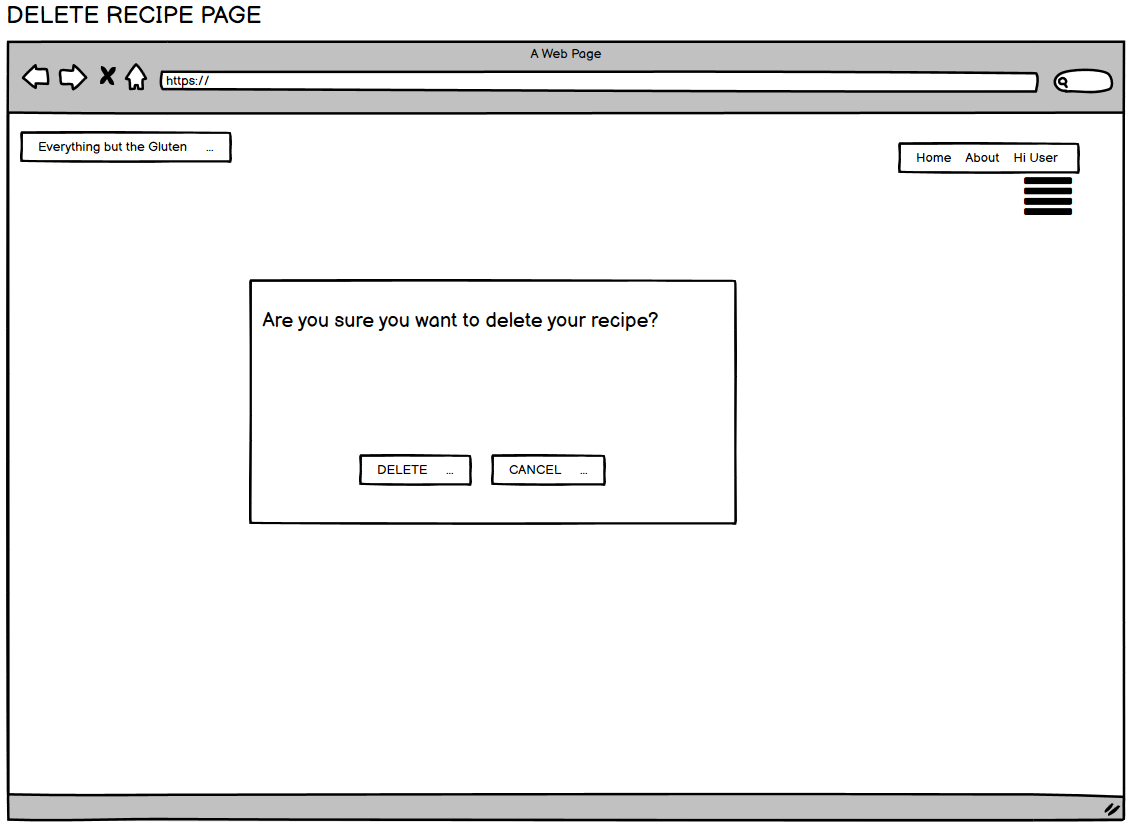 DELETE RECIPE PAGE
A Web Page
https://
Everything but the Gluten ...
Home About Hi User
Are you sure you want to delete your recipe?
DELETE ... CANCEL ...